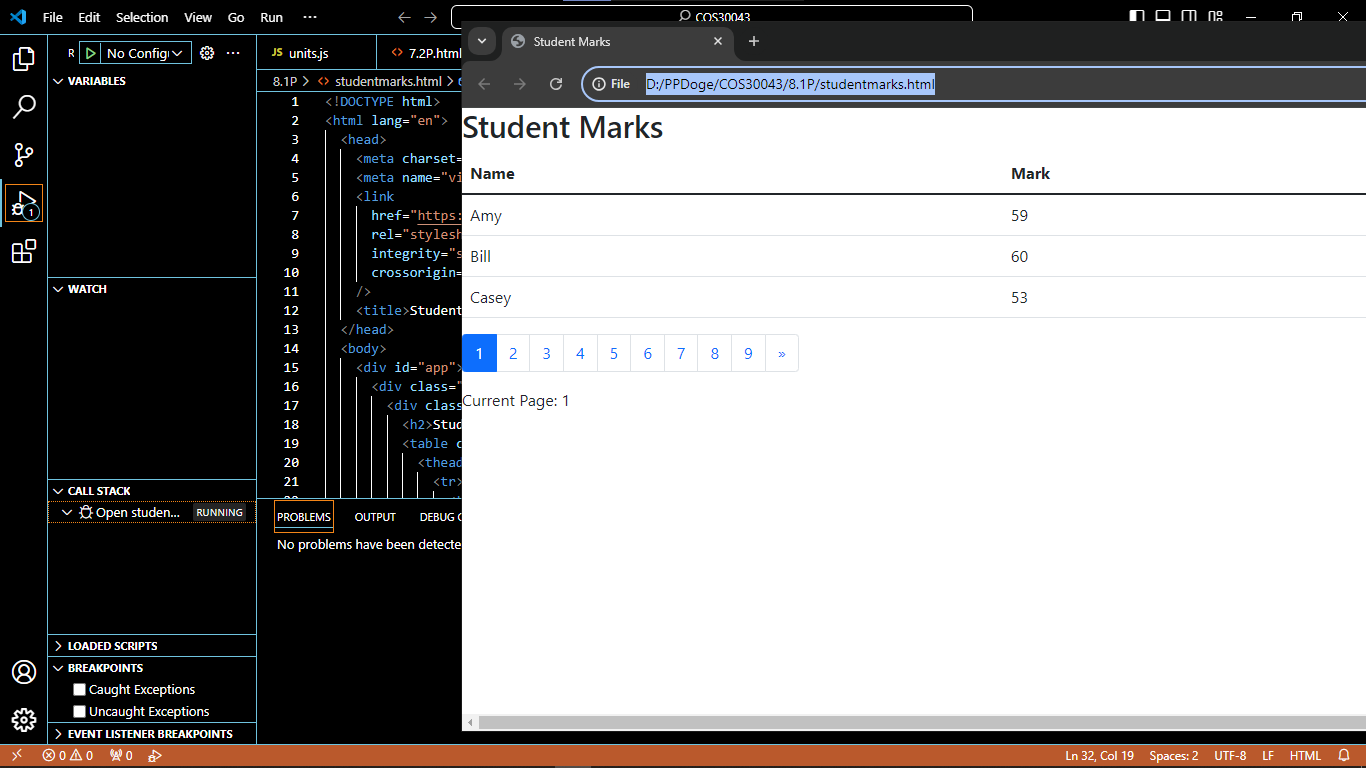 File Edit Selection View Go Run ··· COS30043
R No Config
units.js
7.2P.html
8.1P > studentmarks.html >
VARIABLES
WATCH
CALL STACK
Open studen... RUNNING
LOADED SCRIPTS
BREAKPOINTS
Caught Exceptions
Uncaught Exceptions
EVENT LISTENER BREAKPOINTS
1 <!DOCTYPE html>
2 <html lang="en">
3 <head>
4 <meta charset=
5 <meta name="vi
6 <link
7 href="https:
8 rel="stylesh
9 integrity="s
10 crossorigin=
11 />
12 <title>Student
13 </head>
14 <body>
15 <div id="app">
16 <div class="
17 <div class
18 <h2>Stud
19 <table c
20 <thead
21 <tr>
PROBLEMS OUTPUT DEBUG C
No problems have been detecte
Student Marks
File D:/PPDoge/COS30043/8.1P/studentmarks.html
Student Marks
Name Mark
Amy 59
Bill 60
Casey 53
1 2 3 4 5 6 7 8 9 »
Current Page: 1
0 0 0 Ln 32, Col 19 Spaces: 2 UTF-8 LF HTML